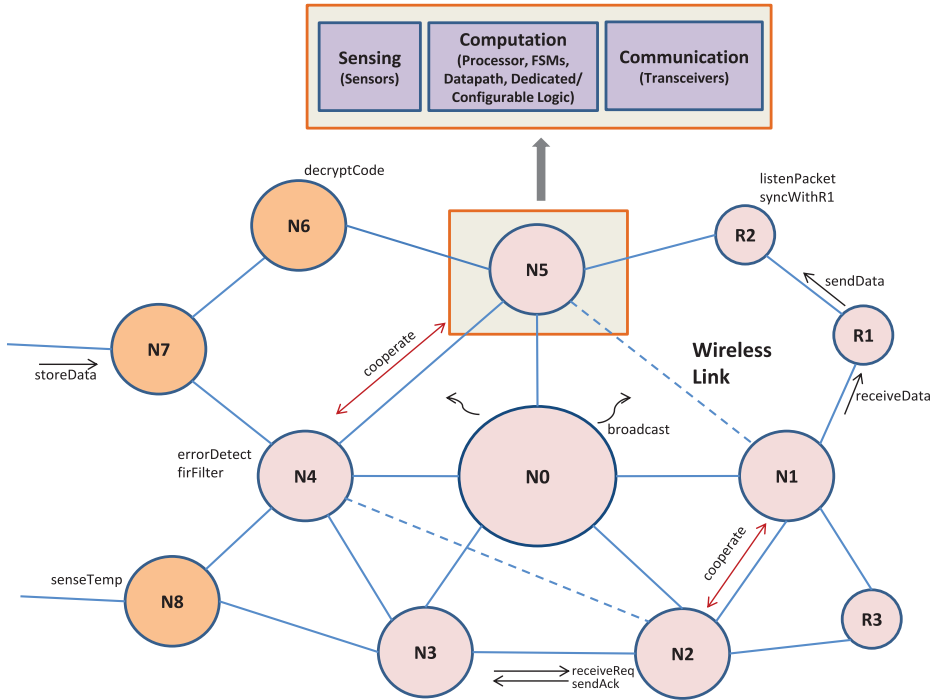 Sensing
(Sensors)
Computation
(Processor, FSMs,
Datapath, Dedicated/
Configurable Logic)
Communication
(Transceivers)
decryptCode
listenPacket
syncWithR1
N6
R2
N5
sendData
N7
R1
storeData
cooperate
Wireless
Link
receiveData
broadcast
errorDetect
firFilter
N4
N0
N1
senseTemp
cooperate
N8
R3
N3
N2
receiveReq
sendAck